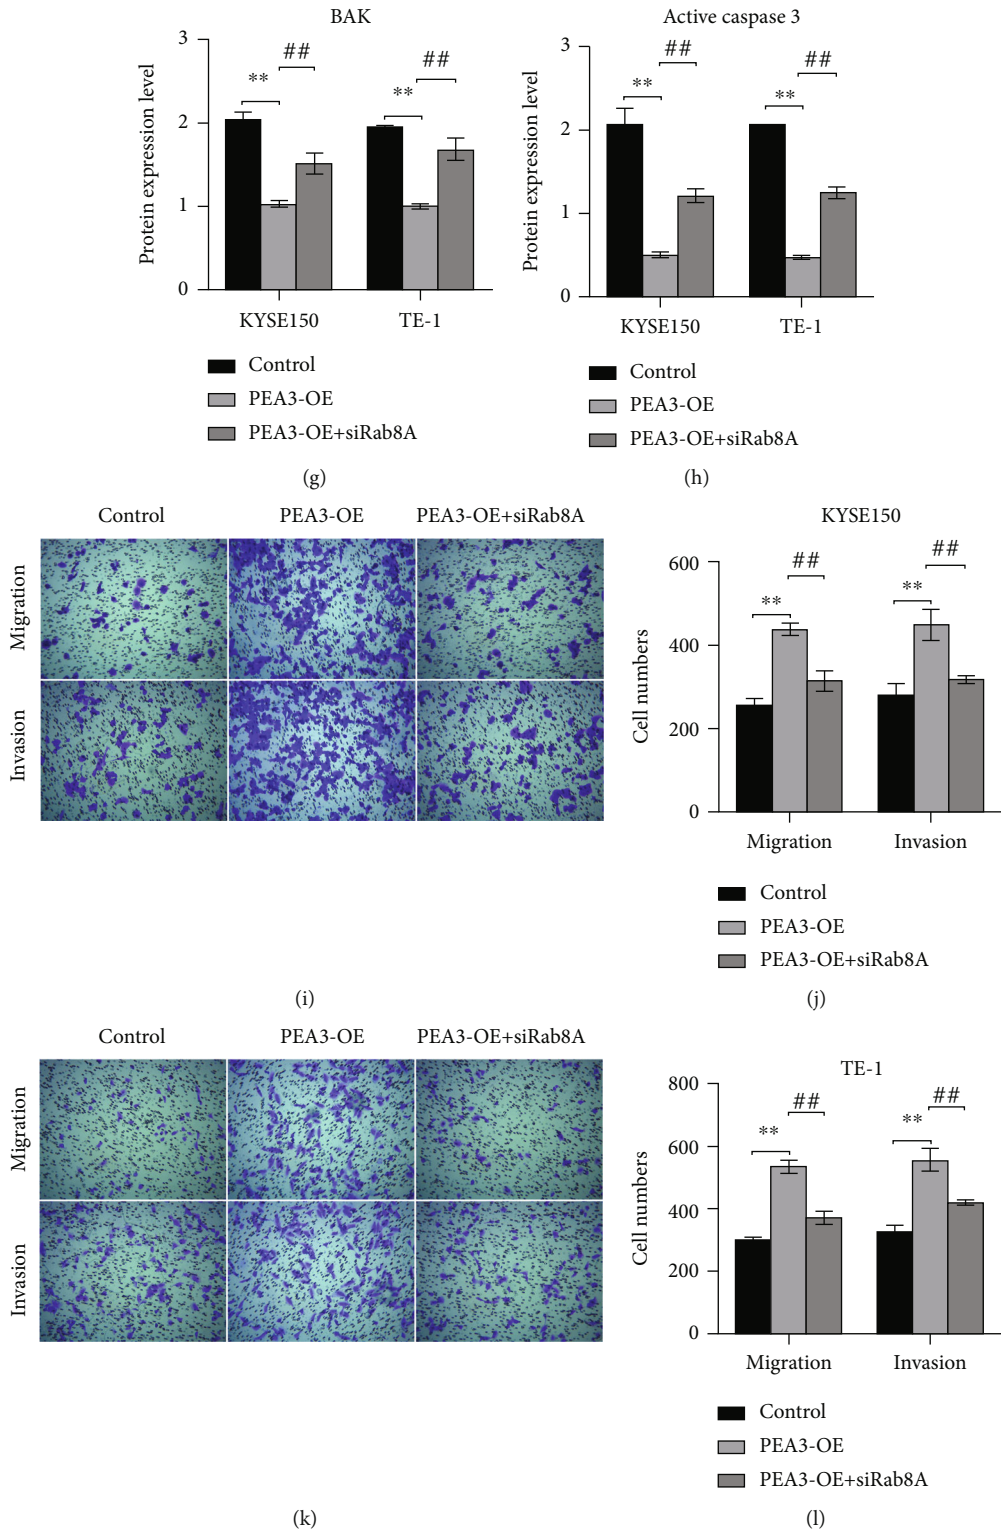 BAK
Protein expression level
3
2
1
0
**
##
**
##
KYSE150
TE-1
Control
PEA3-OE
PEA3-OE+siRab8A
(g)
Active caspase 3
Protein expression level
3
2
1
0
**
##
**
##
KYSE150
TE-1
Control
PEA3-OE
PEA3-OE+siRab8A
(h)
Control
PEA3-OE
PEA3-OE+siRab8A
Migration
Invasion
(i)
KYSE150
Cell numbers
600
400
200
0
**
##
**
##
Migration
Invasion
Control
PEA3-OE
PEA3-OE+siRab8A
(j)
Control
PEA3-OE
PEA3-OE+siRab8A
Migration
Invasion
(k)
TE-1
Cell numbers
800
600
400
200
0
**
##
**
##
Migration
Invasion
Control
PEA3-OE
PEA3-OE+siRab8A
(l)